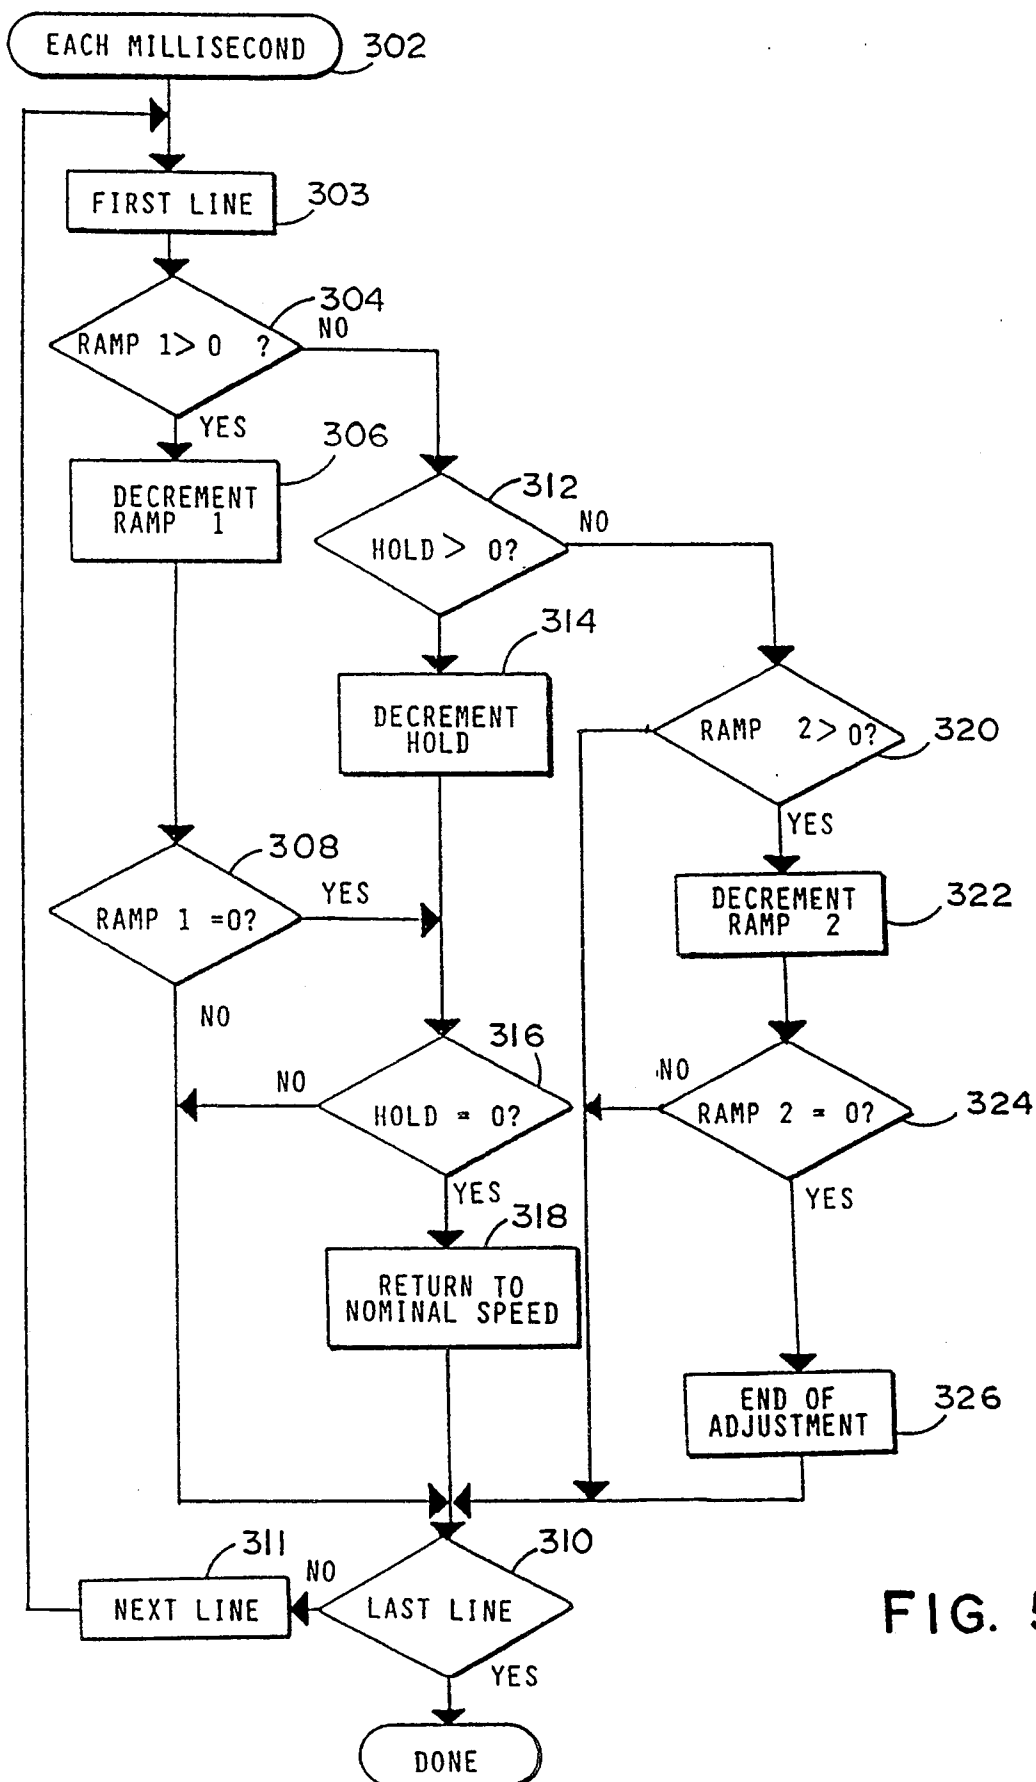 EACH MILLISECOND
302
FIRST LINE
303
304
RAMP 1> 0 ?
NO
YES
306
DECREMENT
RAMP 1
312
HOLD > 0?
NO
314
DECREMENT
HOLD
RAMP 2> 0?
320
YES
308
RAMP 1 =0?
YES
NO
DECREMENT
RAMP 2
322
316
HOLD = 0?
NO
YES
NO
RAMP 2 = 0?
324
YES
318
RETURN TO
NOMINAL SPEED
END OF
ADJUSTMENT
326
311
NEXT LINE
NO
310
LAST LINE
YES
FIG. 5
DONE